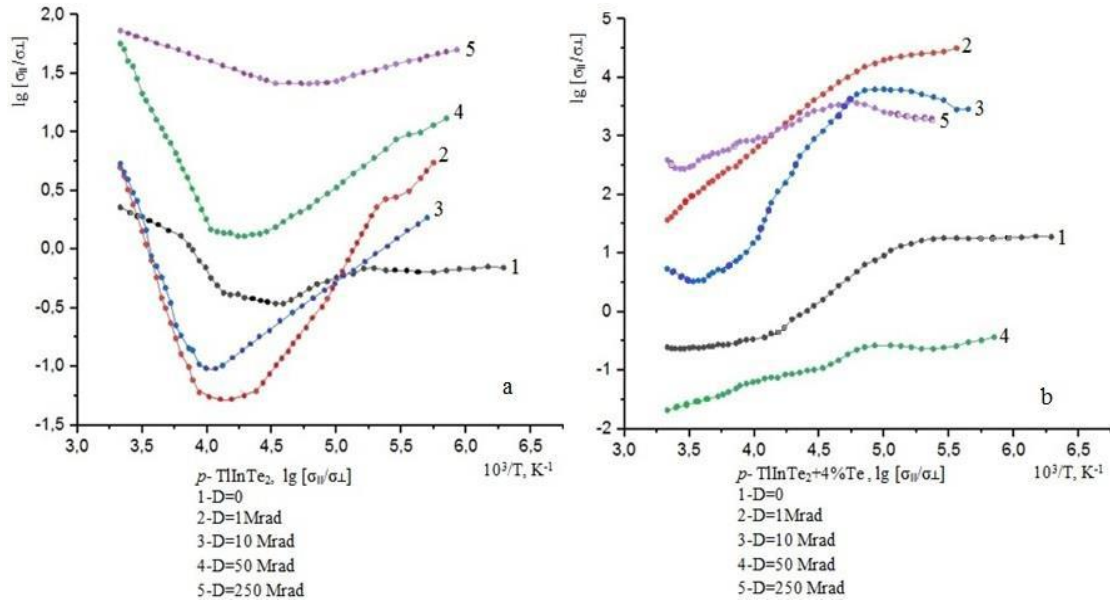 lg [σ||/σ⊥]
2,0
1,5
1,0
0,5
0,0
-0,5
-1,0
-1,5
5
4
2
3
1
a
3,0 3,5 4,0 4,5 5,0 5,5 6,0 6,5
10³/T, K⁻¹
p- TlInTe₂, lg [σ||/σ⊥]
1-D=0
2-D=1Mrad
3-D=10 Mrad
4-D=50 Mrad
5-D=250 Mrad
lg [σ||/σ⊥]
5
4
3
2
1
0
-1
-2
2
3
5
1
4
b
3,0 3,5 4,0 4,5 5,0 5,5 6,0 6,5
10³/T, K⁻¹
p- TlInTe₂+4%Te , lg [σ||/σ⊥]
1-D=0
2-D=1Mrad
3-D=10 Mrad
4-D=50 Mrad
5-D=250 Mrad